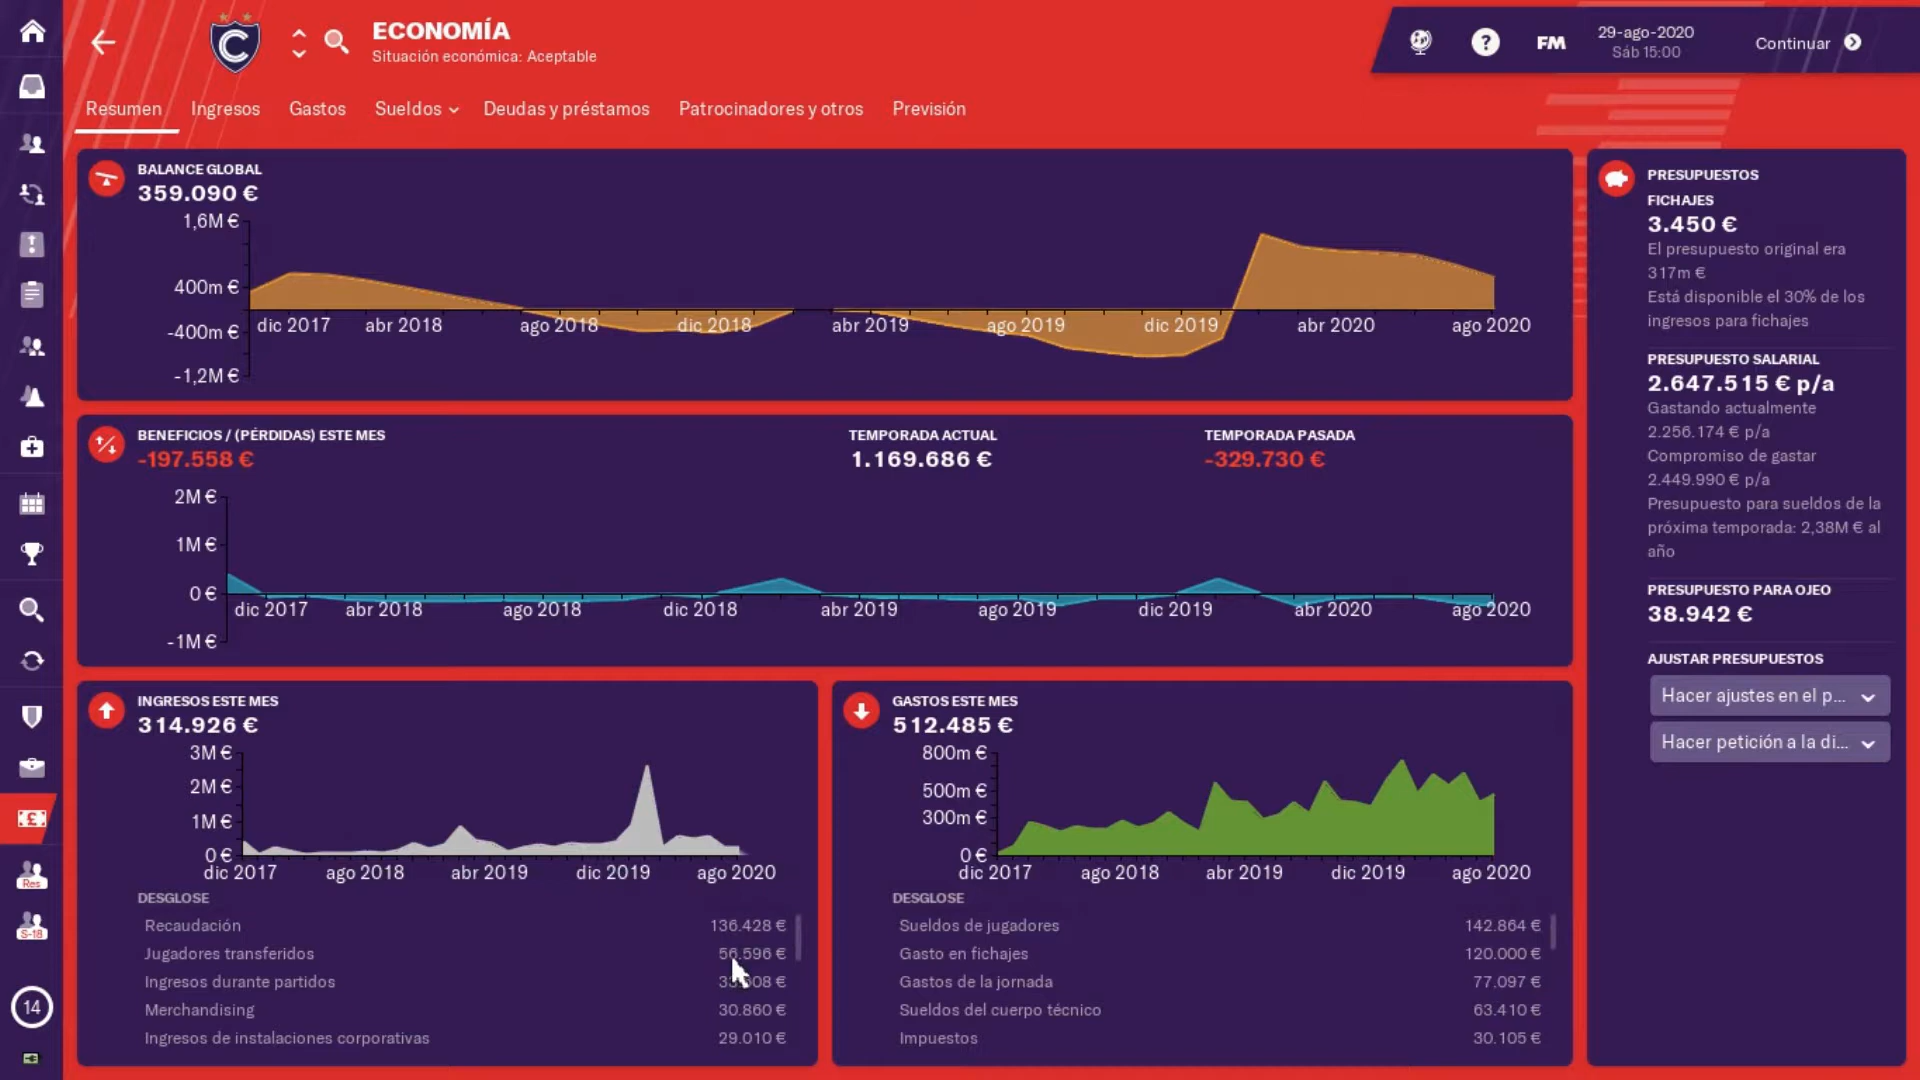 ECONOMÍA
Situación económica: Aceptable
FM
29-ago-2020
Sáb 15:00
Continuar
Resumen
Ingresos
Gastos
Sueldos
Deudas y préstamos
Patrocinadores y otros
Previsión
BALANCE GLOBAL
359.090 €
1,6M €
400m €
-400m €
-1,2M €
dic 2017
abr 2018
ago 2018
dic 2018
abr 2019
ago 2019
dic 2019
abr 2020
ago 2020
BENEFICIOS / (PÉRDIDAS) ESTE MES
-197.558 €
TEMPORADA ACTUAL
1.169.686 €
TEMPORADA PASADA
-329.730 €
2M €
1M €
0 €
-1M €
dic 2017
abr 2018
ago 2018
dic 2018
abr 2019
ago 2019
dic 2019
abr 2020
ago 2020
INGRESOS ESTE MES
314.926 €
3M €
2M €
1M €
0 €
dic 2017
ago 2018
abr 2019
dic 2019
ago 2020
DESGLOSE
Recaudación 136.428 €
Jugadores transferidos 56.596 €
Ingresos durante partidos
Merchandising 30.860 €
Ingresos de instalaciones corporativas 29.010 €
GASTOS ESTE MES
512.485 €
800m €
500m €
300m €
0 €
dic 2017
ago 2018
abr 2019
dic 2019
ago 2020
DESGLOSE
Sueldos de jugadores 142.864 €
Gasto en fichajes 120.000 €
Gastos de la jornada 77.097 €
Sueldos del cuerpo técnico 63.410 €
Impuestos 30.105 €
PRESUPUESTOS
FICHAJES
3.450 €
El presupuesto original era
317m €
Está disponible el 30% de los
ingresos para fichajes
PRESUPUESTO SALARIAL
2.647.515 € p/a
Gastando actualmente
2.256.174 € p/a
Compromiso de gastar
2.449.990 € p/a
Presupuesto para sueldos de la
próxima temporada: 2,38M € al
año
PRESUPUESTO PARA OJEO
38.942 €
AJUSTAR PRESUPUESTOS
Hacer ajustes en el p...
Hacer petición a la di...
Res
S-18
14